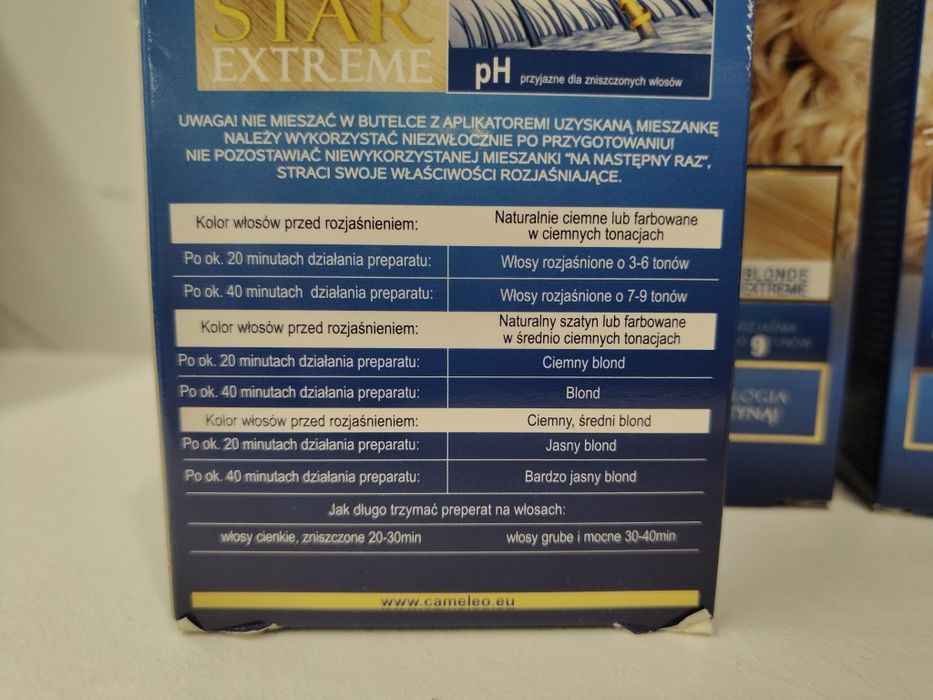 STAR
EXTREME
pH przyjazne dla zniszczonych włosów
UWAGA! NIE MIESZAĆ W BUTELCE Z APLIKATOREM! UZYSKANĄ MIESZANKĘ
NALEŻY WYKORZYSTAĆ NIEZWŁOCZNIE PO PRZYGOTOWANIU!
NIE POZOSTAWIAĆ NIEWYKORZYSTANEJ MIESZANKI "NA NASTĘPNY RAZ",
STRACI SWOJE WŁAŚCIWOŚCI ROZJAŚNIAJĄCE.
Kolor włosów przed rozjaśnieniem: Naturalnie ciemne lub farbowane
w ciemnych tonacjach
Po ok. 20 minutach działania preparatu: Włosy rozjaśnione o 3-6 tonów
Po ok. 40 minutach działania preparatu: Włosy rozjaśnione o 7-9 tonów
Kolor włosów przed rozjaśnieniem: Naturalny szatyn lub farbowane
w średnio ciemnych tonacjach
Po ok. 20 minutach działania preparatu: Ciemny blond
Po ok. 40 minutach działania preparatu: Blond
Kolor włosów przed rozjaśnieniem: Ciemny, średni blond
Po ok. 20 minutach działania preparatu: Jasny blond
Po ok. 40 minutach działania preparatu: Bardzo jasny blond
Jak długo trzymać preperat na włosach:
włosy cienkie, zniszczone 20-30min włosy grube i mocne 30-40min
www.cameleo.eu
BLONDE
EXTREME
9 TONÓW